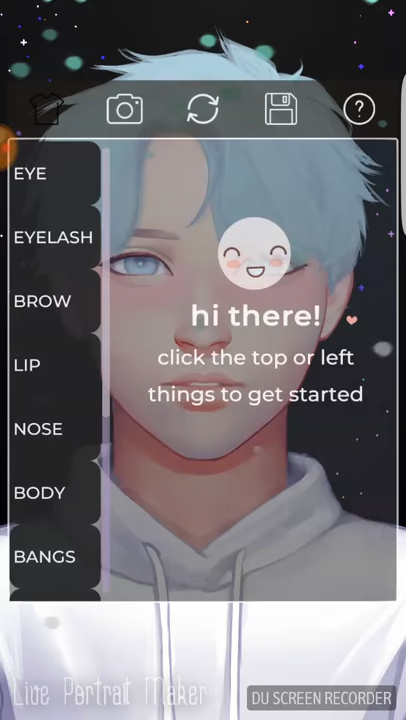 EYE
EYELASH
BROW
LIP
NOSE
BODY
BANGS
hi there!
click the top or left
things to get started
Live Portrait Maker
DU SCREEN RECORDER